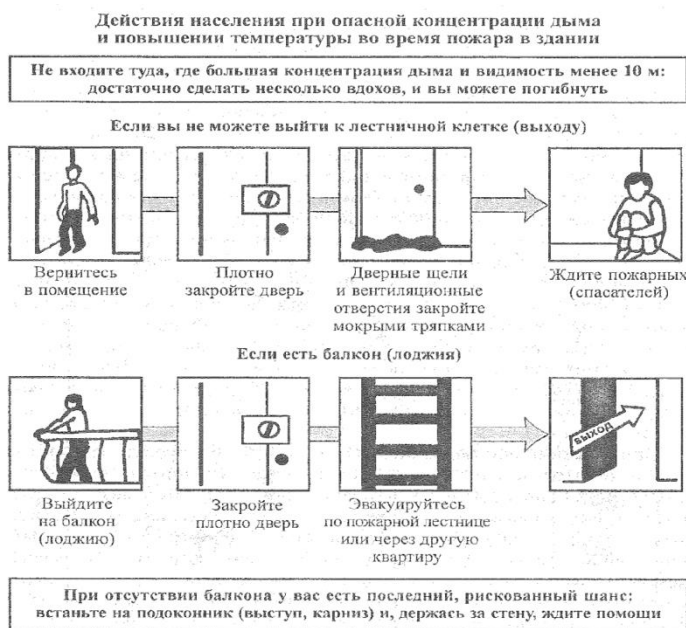 Действия населения при опасной концентрации дыма
и повышении температуры во время пожара в здании
Не входите туда, где большая концентрация дыма и видимость менее 10 м:
достаточно сделать несколько вдохов, и вы можете погибнуть
Если вы не можете выйти к лестничной клетке (выходу)
Вернитесь
в помещение
Плотно
закройте дверь
Дверные щели
и вентиляционные
отверстия закройте
мокрыми тряпками
Ждите пожарных
(спасателей)
Если есть балкон (лоджия)
ВЫХОД
Выйдите
на балкон
(лоджию)
Закройте
плотно дверь
Эвакуируйтесь
по пожарной лестнице
или через другую
квартиру
При отсутствии балкона у вас есть последний, рискованный шанс:
встаньте на подоконник (выступ, карниз) и, держась за стену, ждите помощи